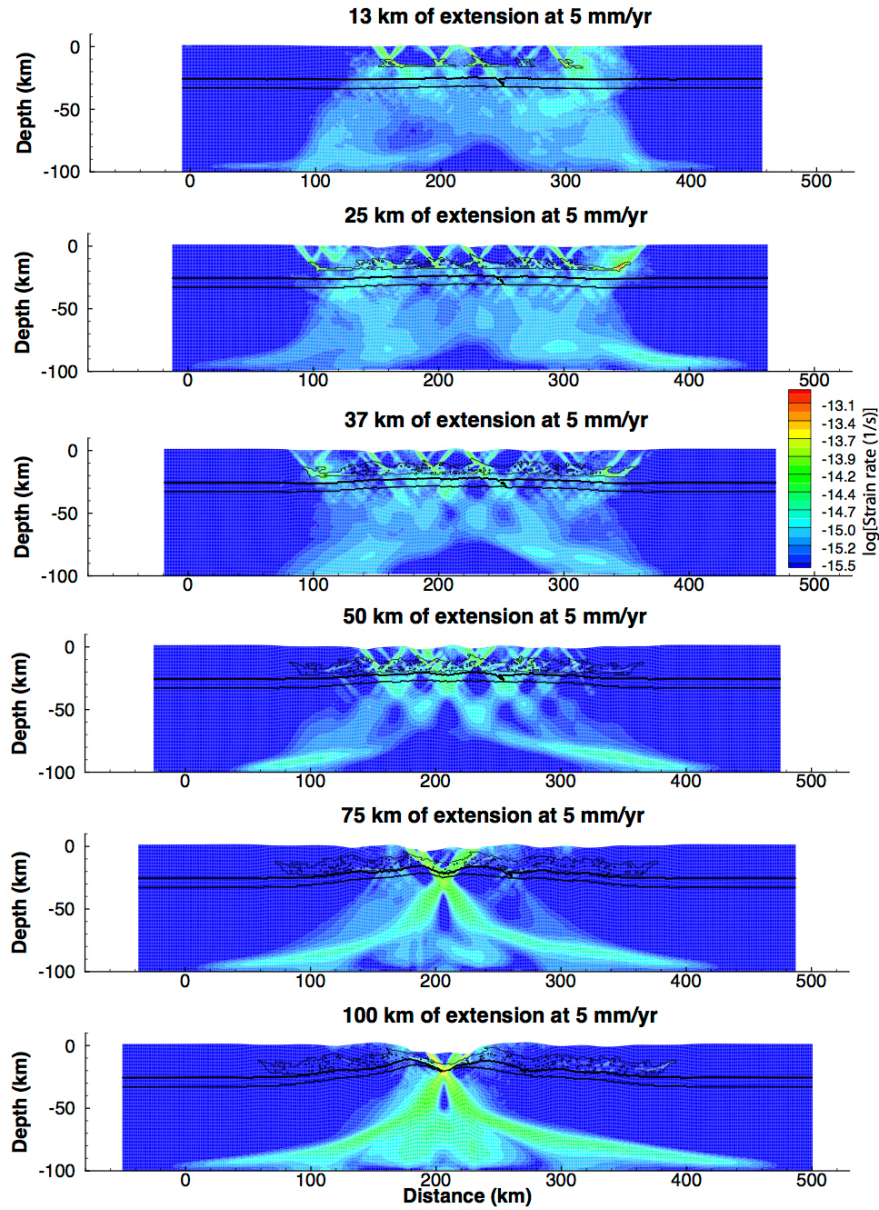 13 km of extension at 5 mm/yr
Depth (km)
0
-50
-100
0 100 200 300 400 500
25 km of extension at 5 mm/yr
Depth (km)
0
-50
-100
0 100 200 300 400 500
37 km of extension at 5 mm/yr
Depth (km)
0
-50
-100
0 100 200 300 400 500
-13.1
-13.4
-13.7
-13.9
-14.2
-14.4
-14.7
-15.0
-15.2
-15.5
log[Strain rate (1/s)]
50 km of extension at 5 mm/yr
Depth (km)
0
-50
-100
0 100 200 300 400 500
75 km of extension at 5 mm/yr
Depth (km)
0
-50
-100
0 100 200 300 400 500
100 km of extension at 5 mm/yr
Depth (km)
0
-50
-100
0 100 200 300 400 500
Distance (km)